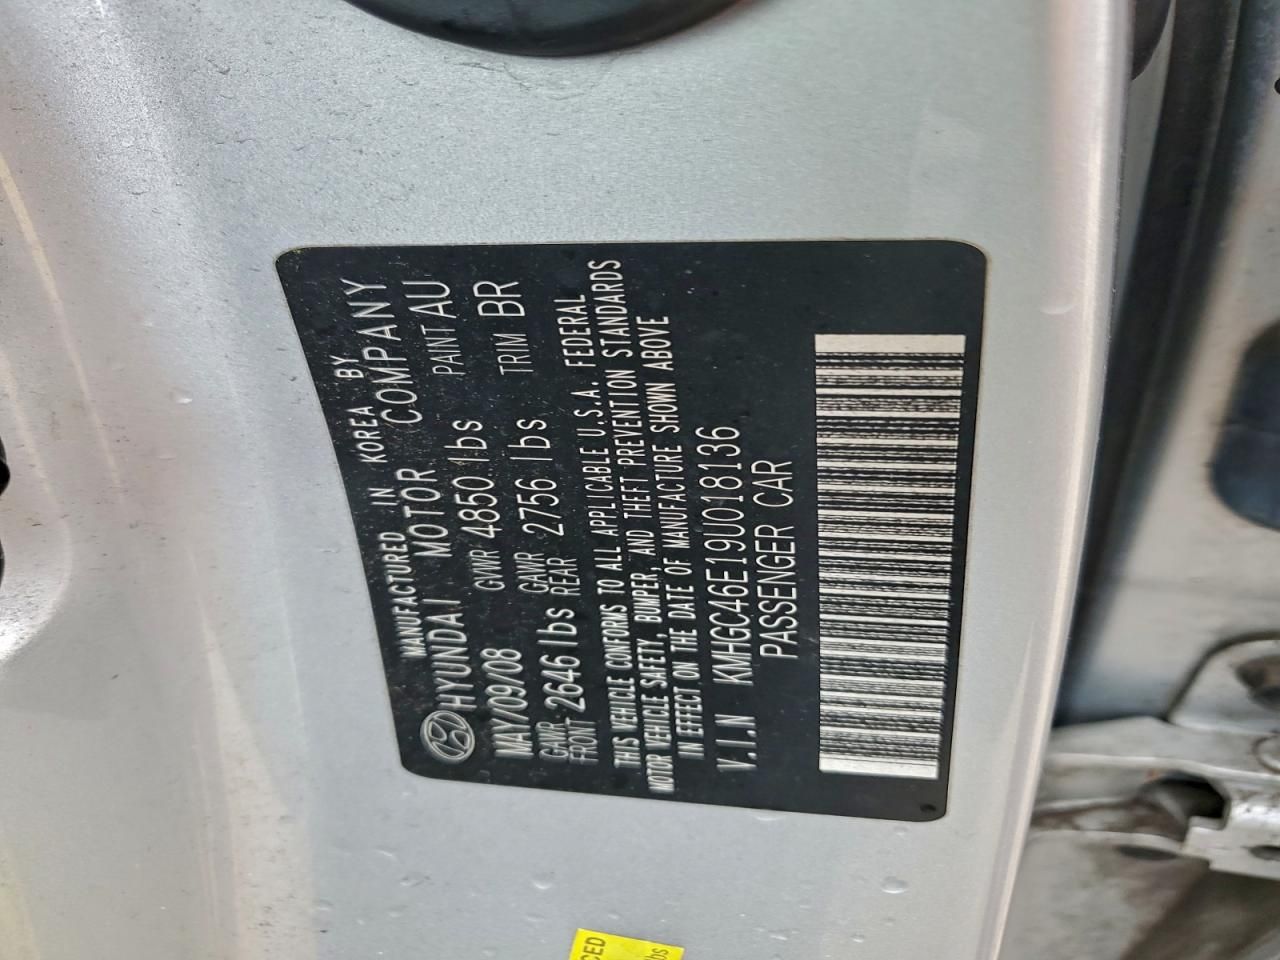 MANUFACTURED IN KOREA BY
HYUNDAI MOTOR COMPANY
MAY/09/08 GVWR 4850 lbs PAINT AU
GAWR FRONT 2646 lbs GAWR REAR 2756 lbs TRIM BR
THIS VEHICLE CONFORMS TO ALL APPLICABLE U.S.A. FEDERAL
MOTOR VEHICLE SAFETY, BUMPER, AND THEFT PREVENTION STANDARDS
IN EFFECT ON THE DATE OF MANUFACTURE SHOWN ABOVE
V.I.N KMHGC46E19U018136
PASSENGER CAR
CED
lbs